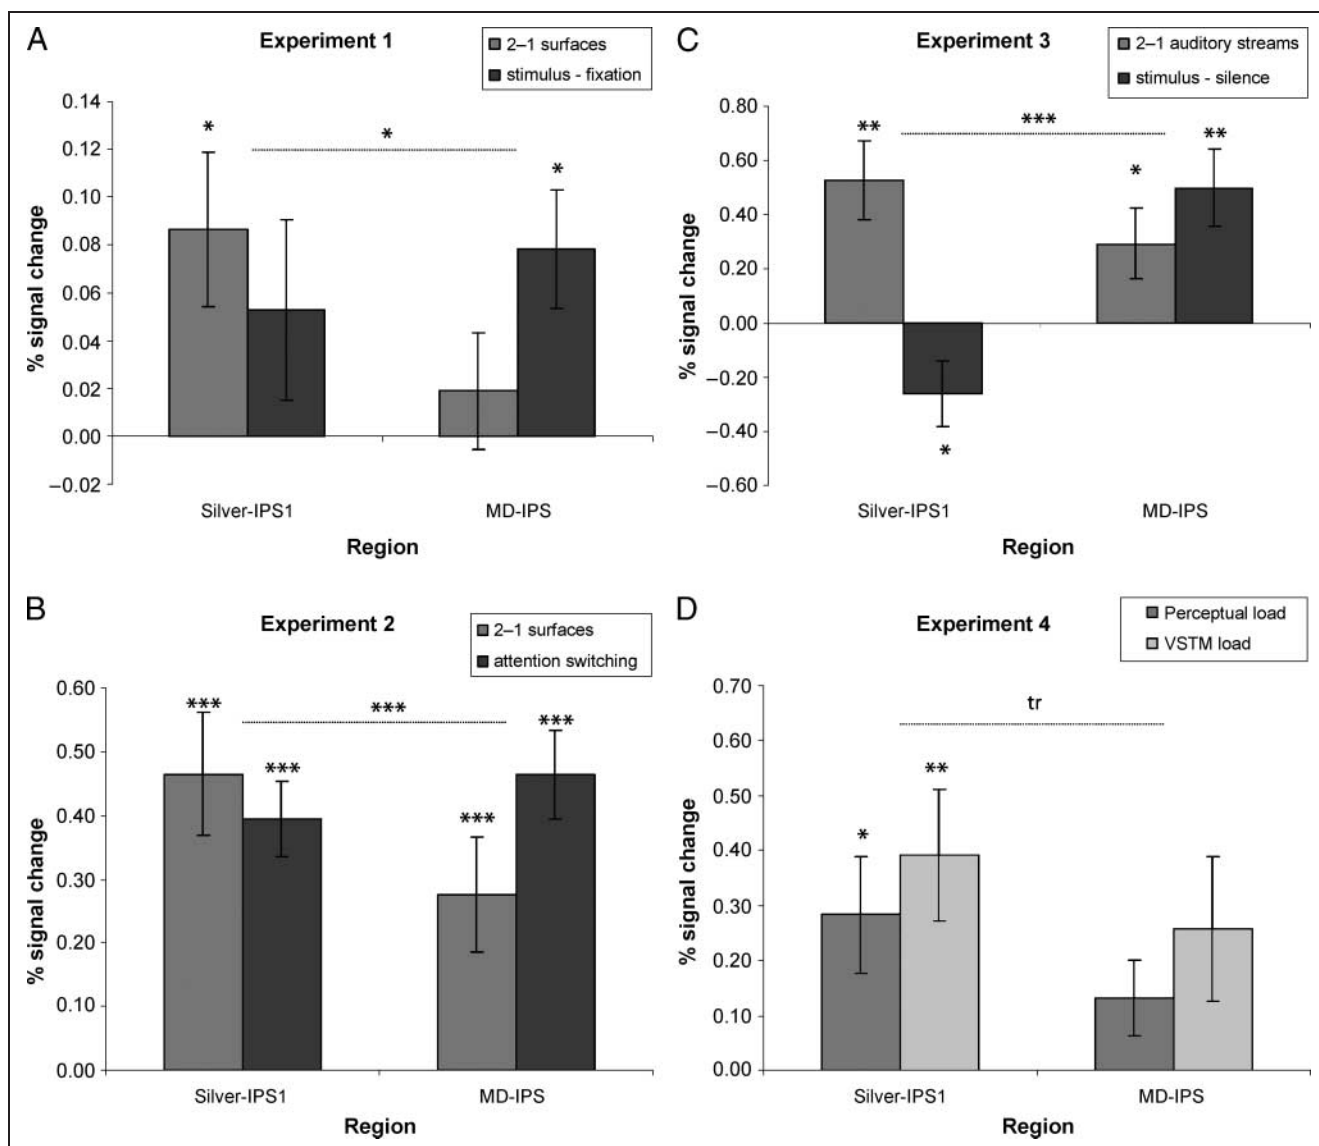 A
Experiment 1
2–1 surfaces
stimulus - fixation
0.14
0.12
0.10
0.08
0.06
0.04
0.02
0.00
–0.02
% signal change
*
*
*
Silver-IPS1
MD-IPS
Region
C
Experiment 3
2–1 auditory streams
stimulus - silence
0.80
0.60
0.40
0.20
0.00
–0.20
–0.40
–0.60
% signal change
**
***
**
*
*
Silver-IPS1
MD-IPS
Region
B
Experiment 2
2–1 surfaces
attention switching
0.60
0.50
0.40
0.30
0.20
0.10
0.00
% signal change
***
***
***
***
***
Silver-IPS1
MD-IPS
Region
D
Experiment 4
Perceptual load
VSTM load
0.70
0.60
0.50
0.40
0.30
0.20
0.10
0.00
% signal change
tr
**
*
Silver-IPS1
MD-IPS
Region